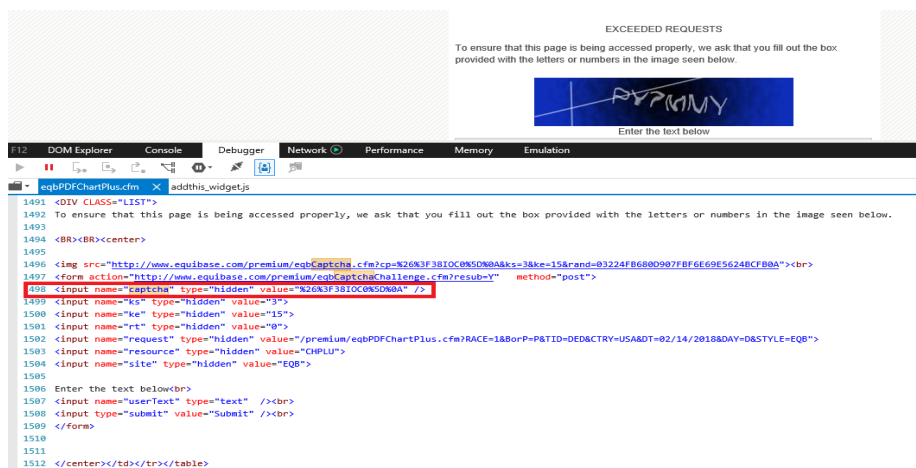 EXCEEDED REQUESTS
To ensure that this page is being accessed properly, we ask that you fill out the box
provided with the letters or numbers in the image seen below.
Enter the text below
F12 DOM Explorer Console Debugger Network Performance Memory Emulation
eqbPDFChartPlus.cfm addthis_widget.js
1491 <DIV CLASS="LIST">
1492 To ensure that this page is being accessed properly, we ask that you fill out the box provided with the letters or numbers in the image seen below.
1493
1494 <BR><BR><center>
1495
1496 <img src="http://www.equibase.com/premium/eqbCaptcha.cfm?cp=%26%3F38IOC0%5D%0A&ks=3&ke=15&rand=03224FB680D907FBF6E69E5624BCFB0A"><br>
1497 <form action="http://www.equibase.com/premium/eqbCaptchaChallenge.cfm?resub=Y" method="post">
1498 <input name="captcha" type="hidden" value="%26%3F38IOC0%5D%0A" />
1499 <input name="ks" type="hidden" value="3">
1500 <input name="ke" type="hidden" value="15">
1501 <input name="rt" type="hidden" value="0">
1502 <input name="request" type="hidden" value="/premium/eqbPDFChartPlus.cfm?RACE=1&BorP=P&TID=DED&CTRY=USA&DT=02/14/2018&DAY=D&STYLE=EQB">
1503 <input name="resource" type="hidden" value="CHPLU">
1504 <input name="site" type="hidden" value="EQB">
1505
1506 Enter the text below<br>
1507 <input name="userText" type="text" /><br>
1508 <input type="submit" value="Submit" /><br>
1509 </form>
1510
1511
1512 </center></td></tr></table>